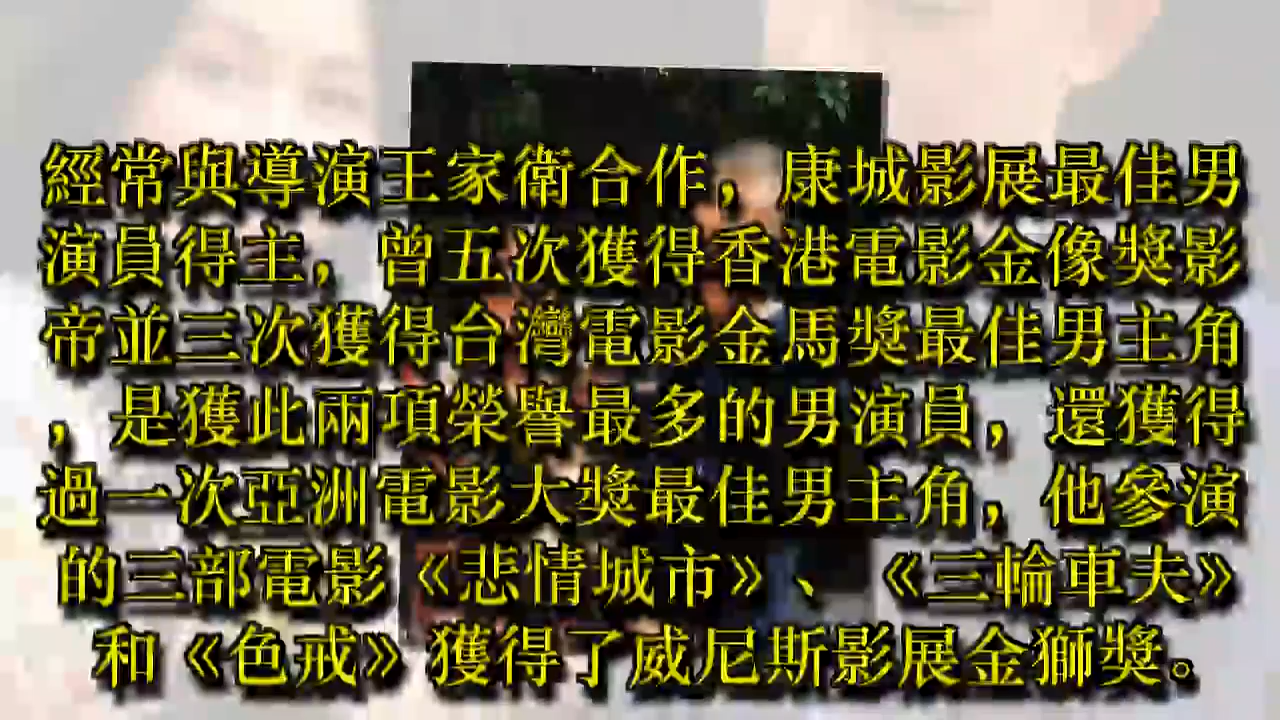 經常與導演王家衛合作，康城影展最佳男
演員得主，曾五次獲得香港電影金像獎影
帝並三次獲得台灣電影金馬獎最佳男主角
，是獲此兩項榮譽最多的男演員，還獲得
過一次亞洲電影大獎最佳男主角，他參演
的三部電影《悲情城市》、《三輪車夫》
和《色戒》獲得了威尼斯影展金獅獎。